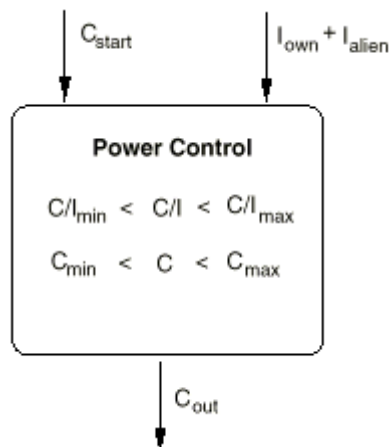 C_start
I_own + I_alien
Power Control
C/I_min < C/I < C/I_max
C_min < C < C_max
C_out